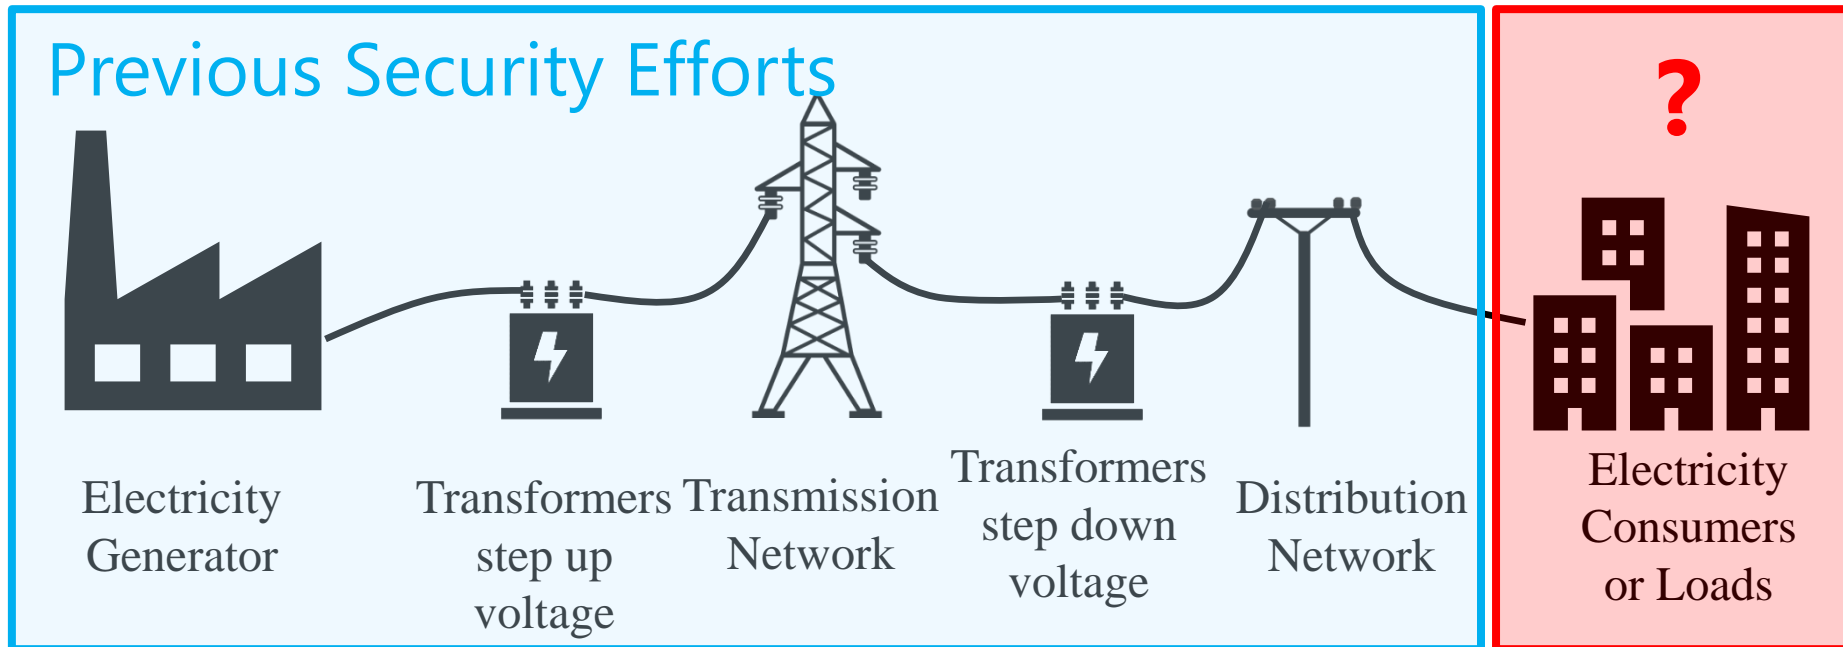 Previous Security Efforts
?
Electricity
Generator
Transformers
step up
voltage
Transmission
Network
Transformers
step down
voltage
Distribution
Network
Electricity
Consumers
or Loads